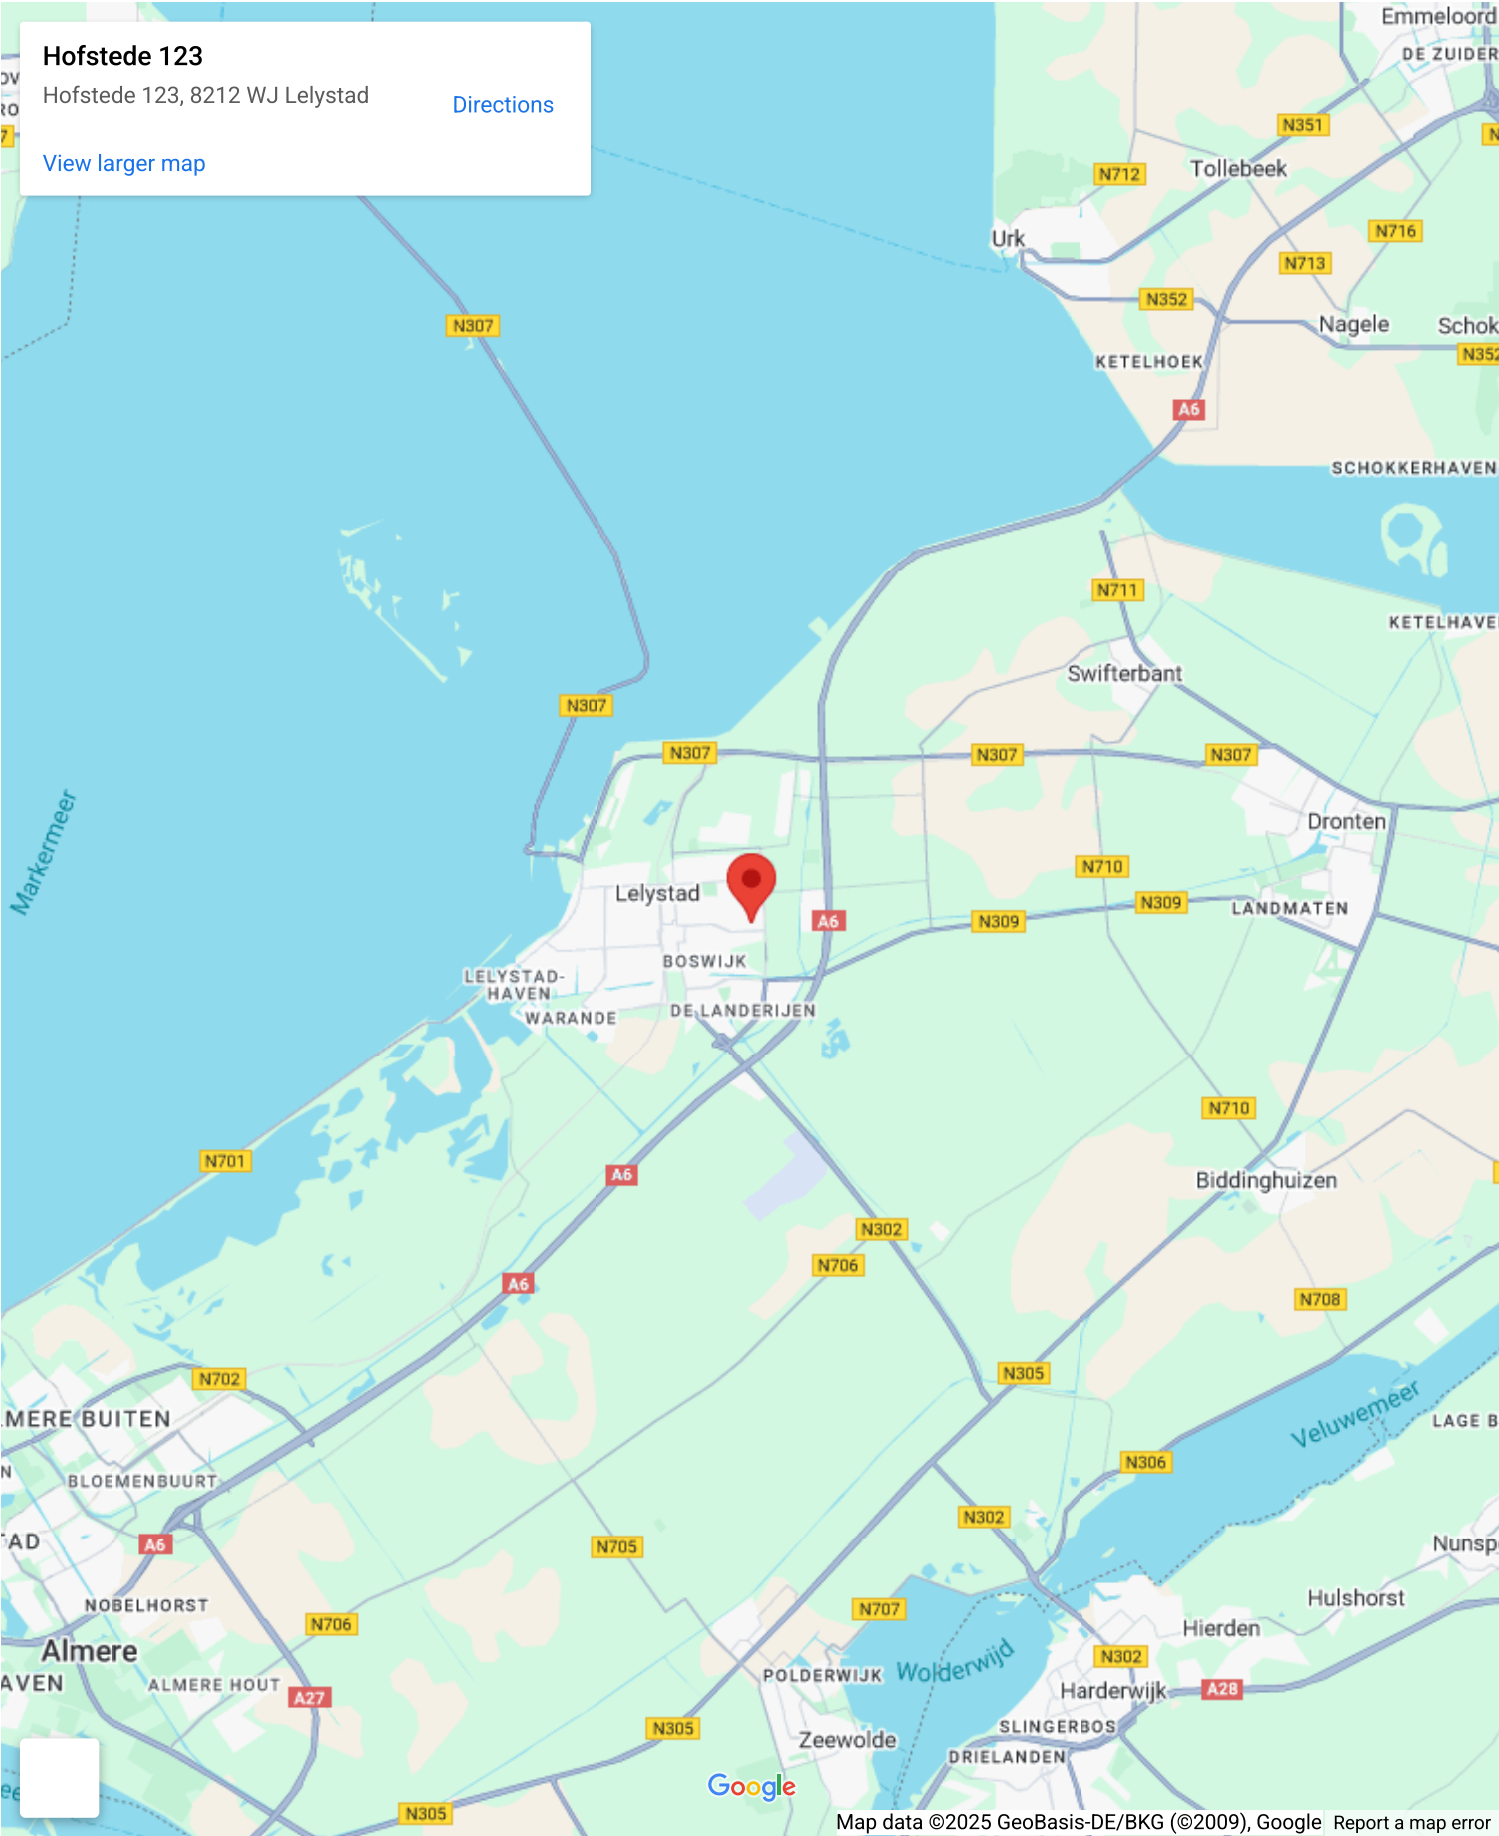 Hofstede 123
Hofstede 123, 8212 WJ Lelystad
Directions
View larger map
Emmeloord
DE ZUIDER
N351
Tollebeek
N712
N716
Urk
N713
N352
Nagele
Schok
N352
N307
KETELHOEK
A6
SCHOKKERHAVEN
N711
KETELHAVE
Swifterbant
N307
N307
N307
N307
Markermeer
Dronten
N710
Lelystad
N309
LANDMATEN
A6
N309
BOSWIJK
LELYSTAD-
HAVEN
WARANDE
DE LANDERIJEN
N710
N701
A6
Biddinghuizen
N302
N706
A6
N708
N702
N305
LMERE BUITEN
Veluwemeer
LAGE B
N306
BLOEMENBUURT
N302
TAD
A6
N705
Nunsp
NOBELHORST
Hulshorst
N707
N706
Hierden
Almere
N302
Wolderwijd
POLDERWIJK
AVEN
ALMERE HOUT
Harderwijk
A28
A27
SLINGERBOS
N305
Zeewolde
DRIELANDEN
Google
N305
Map data ©2025 GeoBasis-DE/BKG (©2009), Google
Report a map error